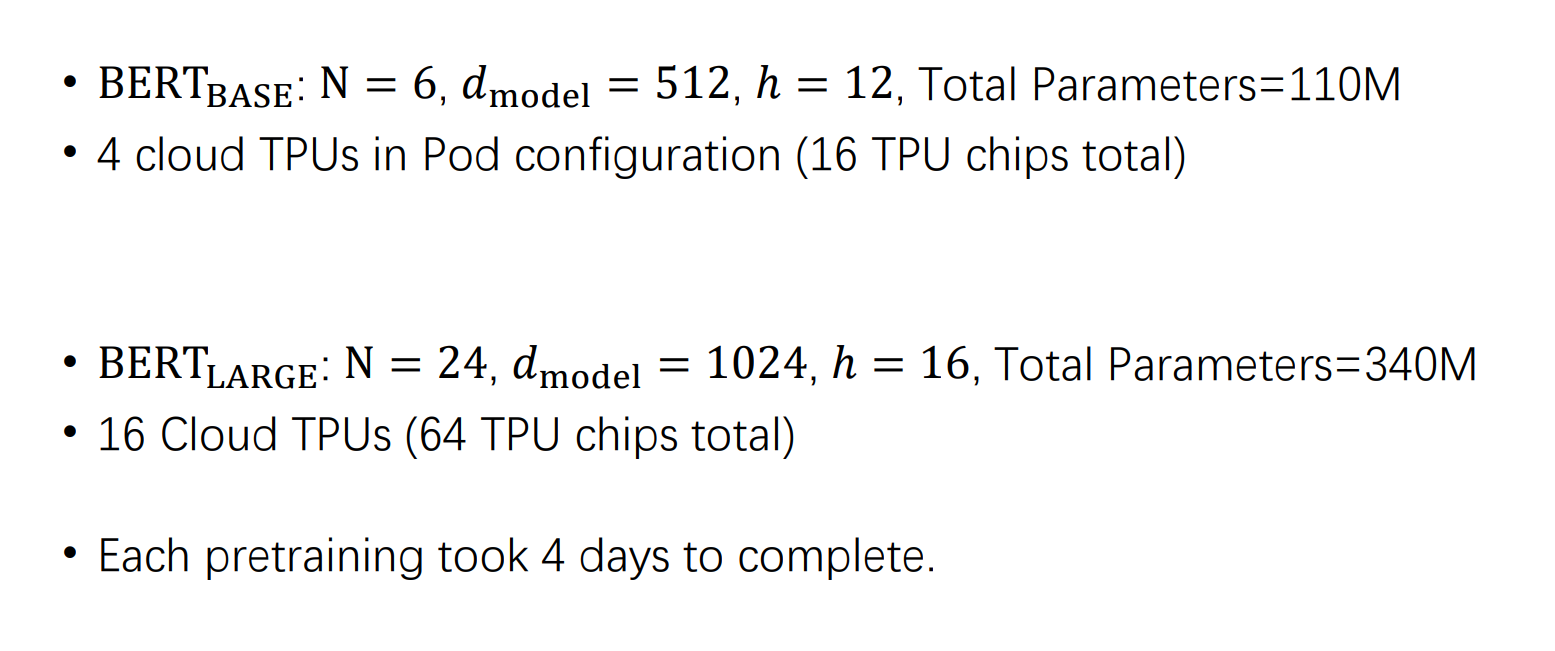 • BERT_BASE: N = 6, d_model = 512, h = 12, Total Parameters=110M
• 4 cloud TPUs in Pod configuration (16 TPU chips total)
• BERT_LARGE: N = 24, d_model = 1024, h = 16, Total Parameters=340M
• 16 Cloud TPUs (64 TPU chips total)
• Each pretraining took 4 days to complete.